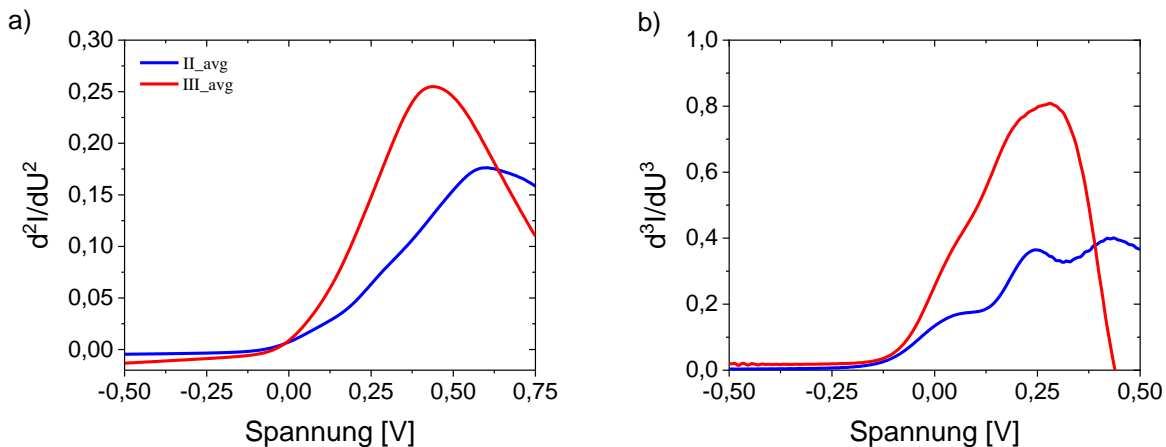 a)
0,30
0,25
0,20
0,15
0,10
0,05
0,00
d²I/dU²
II_avg
III_avg
-0,50 -0,25 0,00 0,25 0,50 0,75
Spannung [V]
b)
1,0
0,8
0,6
0,4
0,2
0,0
d³I/dU³
-0,50 -0,25 0,00 0,25 0,50
Spannung [V]